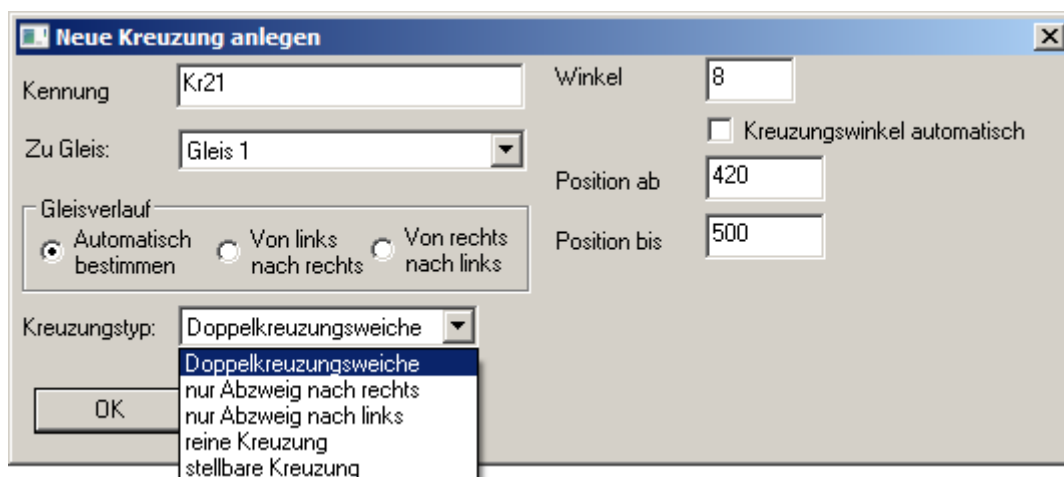 Neue Kreuzung anlegen
Kennung
Kr21
Winkel
8
Kreuzungswinkel automatisch
Zu Gleis:
Gleis 1
Position ab
420
Gleisverlauf
Automatisch
bestimmen
Von links
nach rechts
Von rechts
nach links
Position bis
500
Kreuzungstyp:
Doppelkreuzungsweiche
Doppelkreuzungsweiche
nur Abzweig nach rechts
nur Abzweig nach links
reine Kreuzung
stellbare Kreuzung
OK